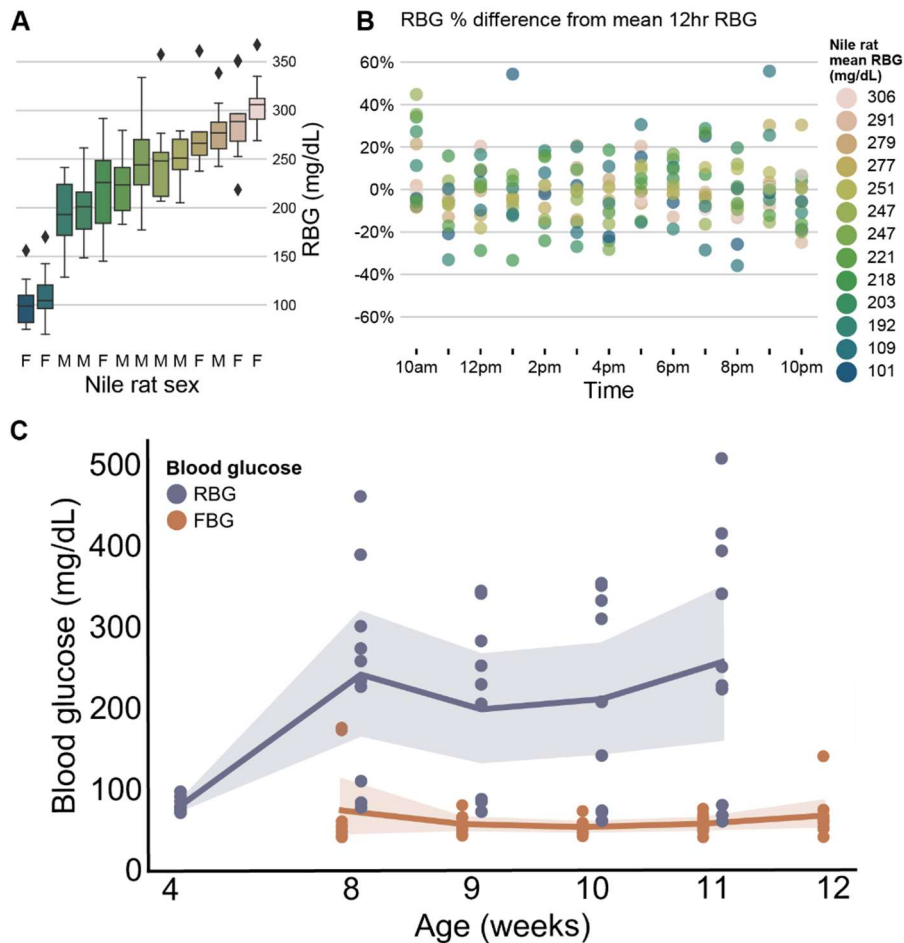 A
350
300
250
200
150
100
RBG (mg/dL)
F F M M F M M M M F M F F
Nile rat sex
B
RBG % difference from mean 12hr RBG
60%
40%
20%
0%
-20%
-40%
-60%
10am 12pm 2pm 4pm 6pm 8pm 10pm
Time
Nile rat
mean RBG
(mg/dL)
306
291
279
277
251
247
247
221
218
203
192
109
101
C
Blood glucose
RBG
FBG
500
400
300
200
100
0
Blood glucose (mg/dL)
4 8 9 10 11 12
Age (weeks)